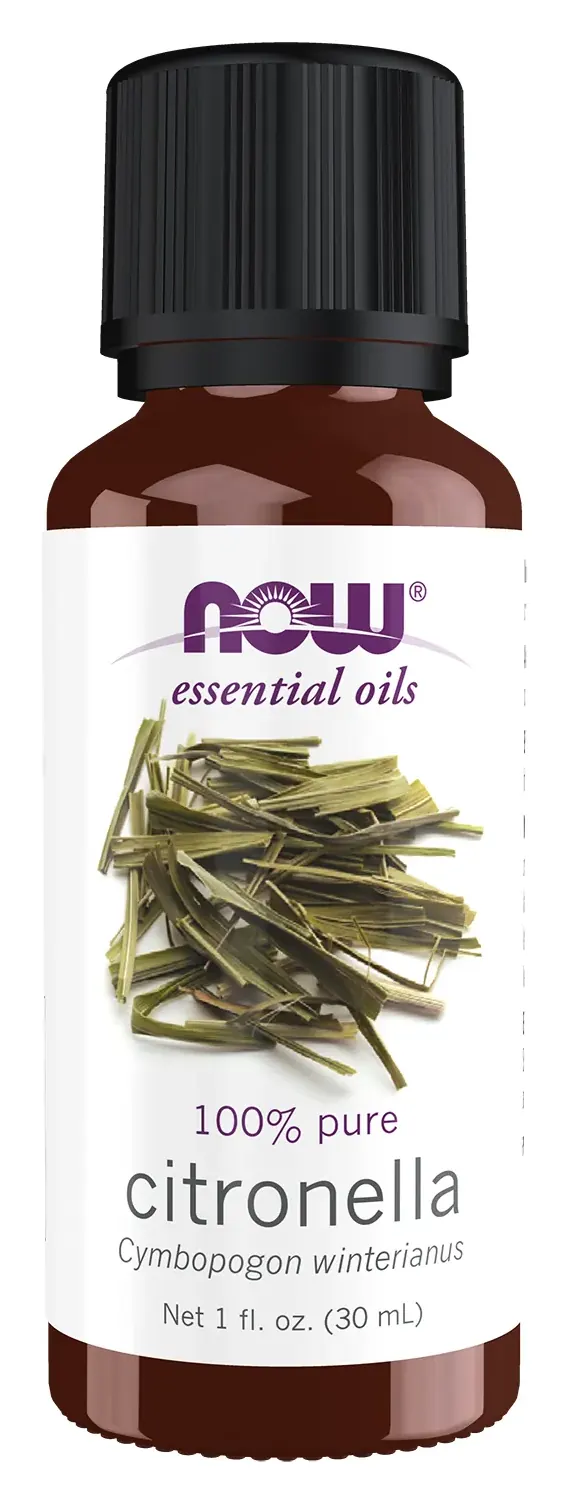 NOW®
essential oils
100% pure
citronella
Cymbopogon winterianus
Net 1 fl. oz. (30 mL)